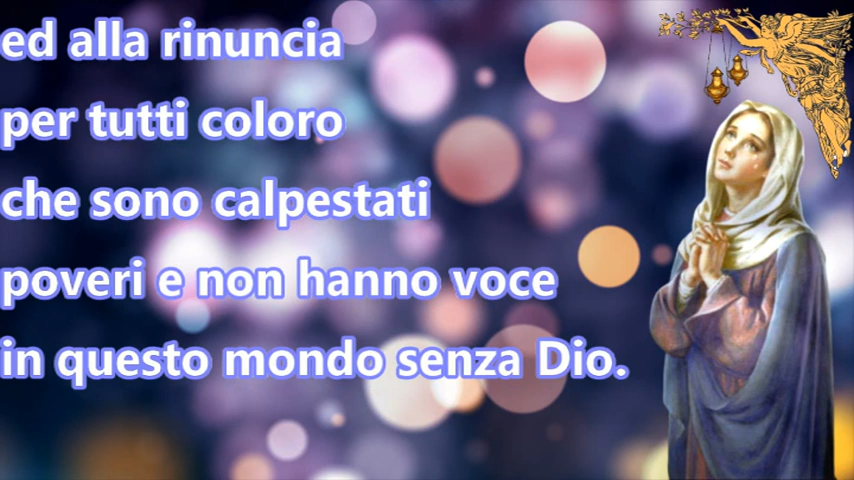 ed alla rinuncia
per tutti coloro
che sono calpestati
poveri e non hanno voce
in questo mondo senza Dio.